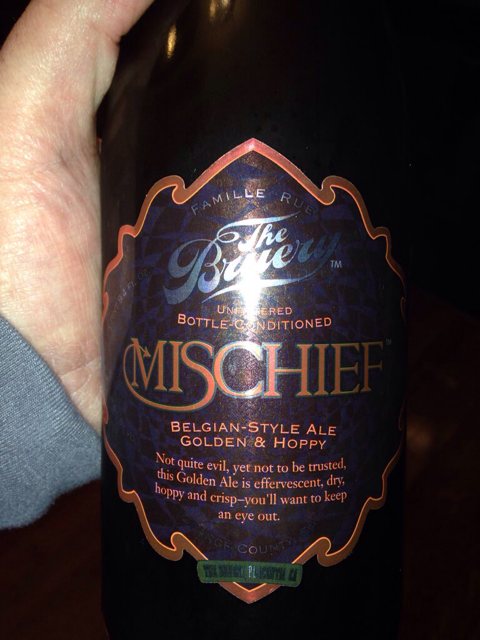 FAMILLE RUE
The
Bruery
TM
UNFILTERED
BOTTLE-CONDITIONED
MISCHIEF
BELGIAN-STYLE ALE
GOLDEN & HOPPY
Not quite evil, yet not to be trusted,
this Golden Ale is effervescent, dry,
hoppy and crisp–you'll want to keep
an eye out.